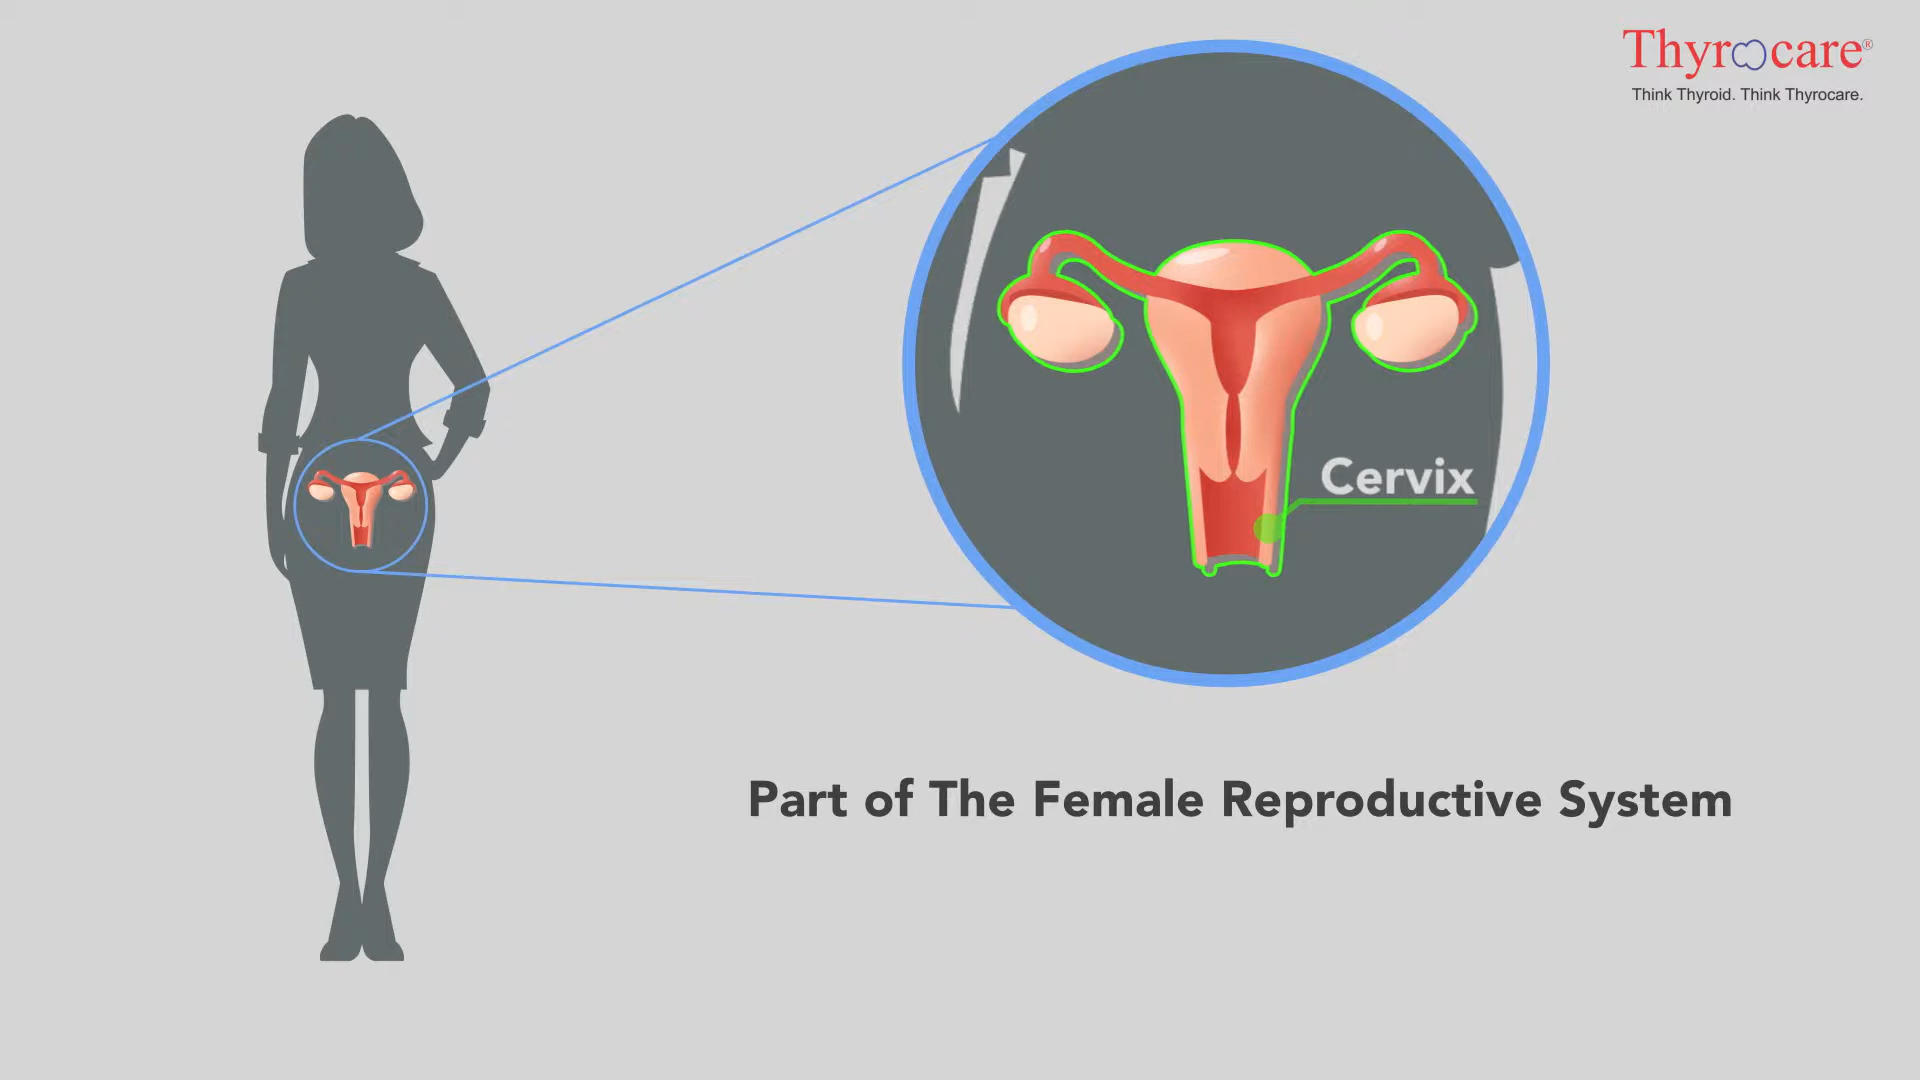 Thyrocare®
Think Thyroid. Think Thyrocare.
Cervix
Part of The Female Reproductive System